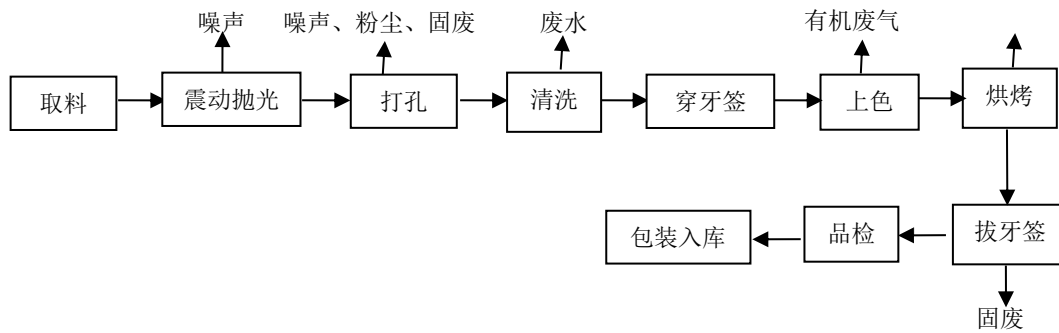 噪声
噪声、粉尘、固废
废水
有机废气
取料
震动抛光
打孔
清洗
穿牙签
上色
烘烤
包装入库
品检
拔牙签
固废